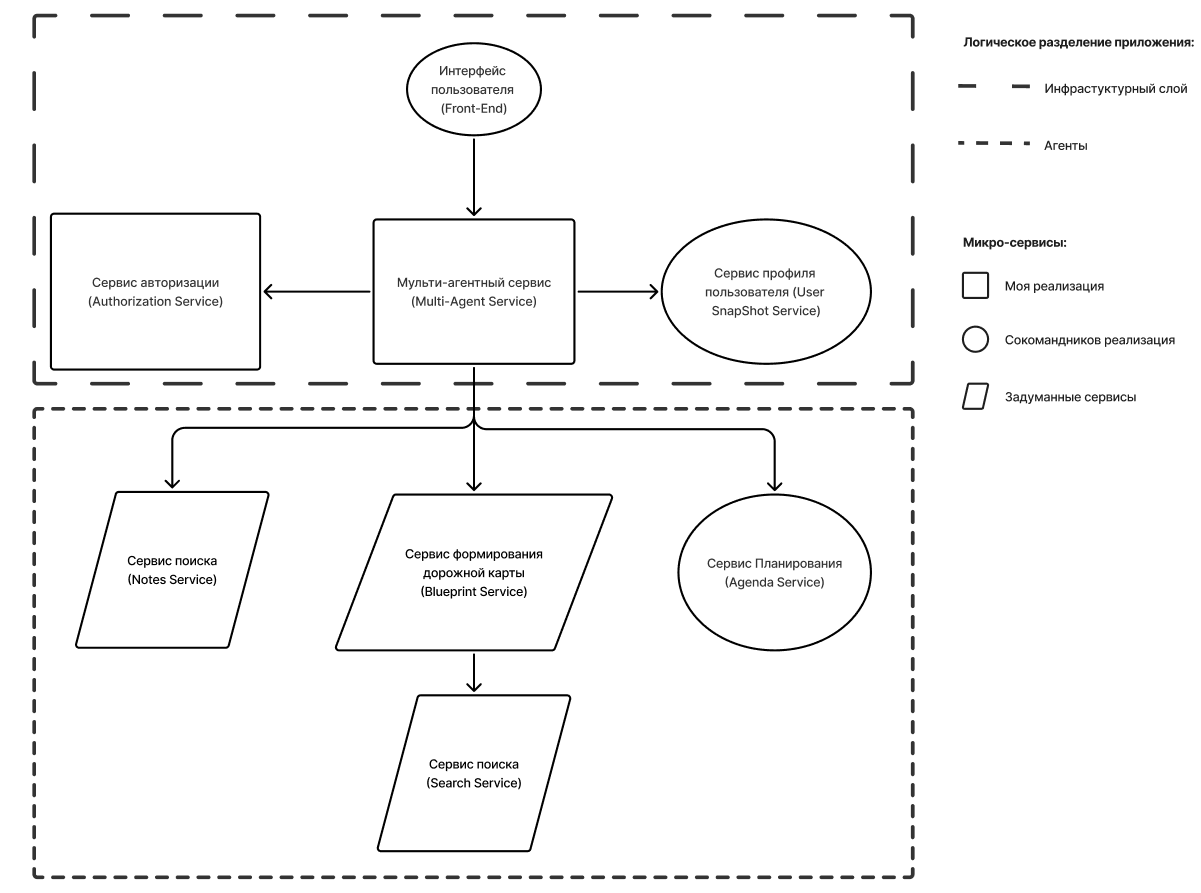 Интерфейс
пользователя
(Front-End)
Сервис авторизации
(Authorization Service)
Мульти-агентный сервис
(Multi-Agent Service)
Сервис профиля
пользователя (User
SnapShot Service)
Сервис поиска
(Notes Service)
Сервис формирования
дорожной карты
(Blueprint Service)
Сервис Планирования
(Agenda Service)
Сервис поиска
(Search Service)
Логическое разделение приложения:
Инфрастуктурный слой
Агенты
Микро-сервисы:
Моя реализация
Сокомандников реализация
Задуманные сервисы